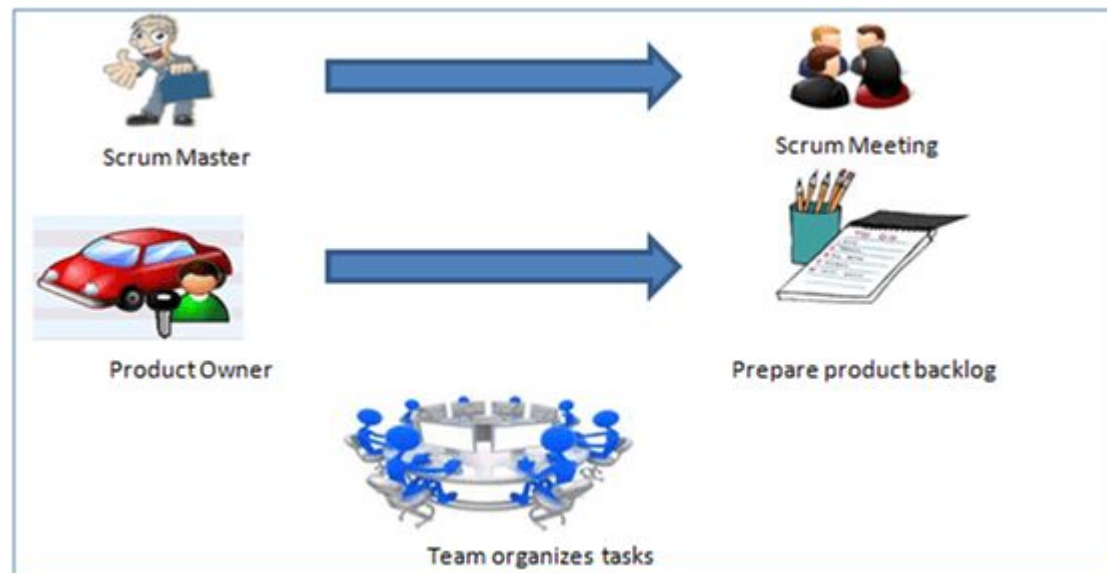 Scrum Master
Scrum Meeting
Product Owner
Prepare product backlog
Team organizes tasks